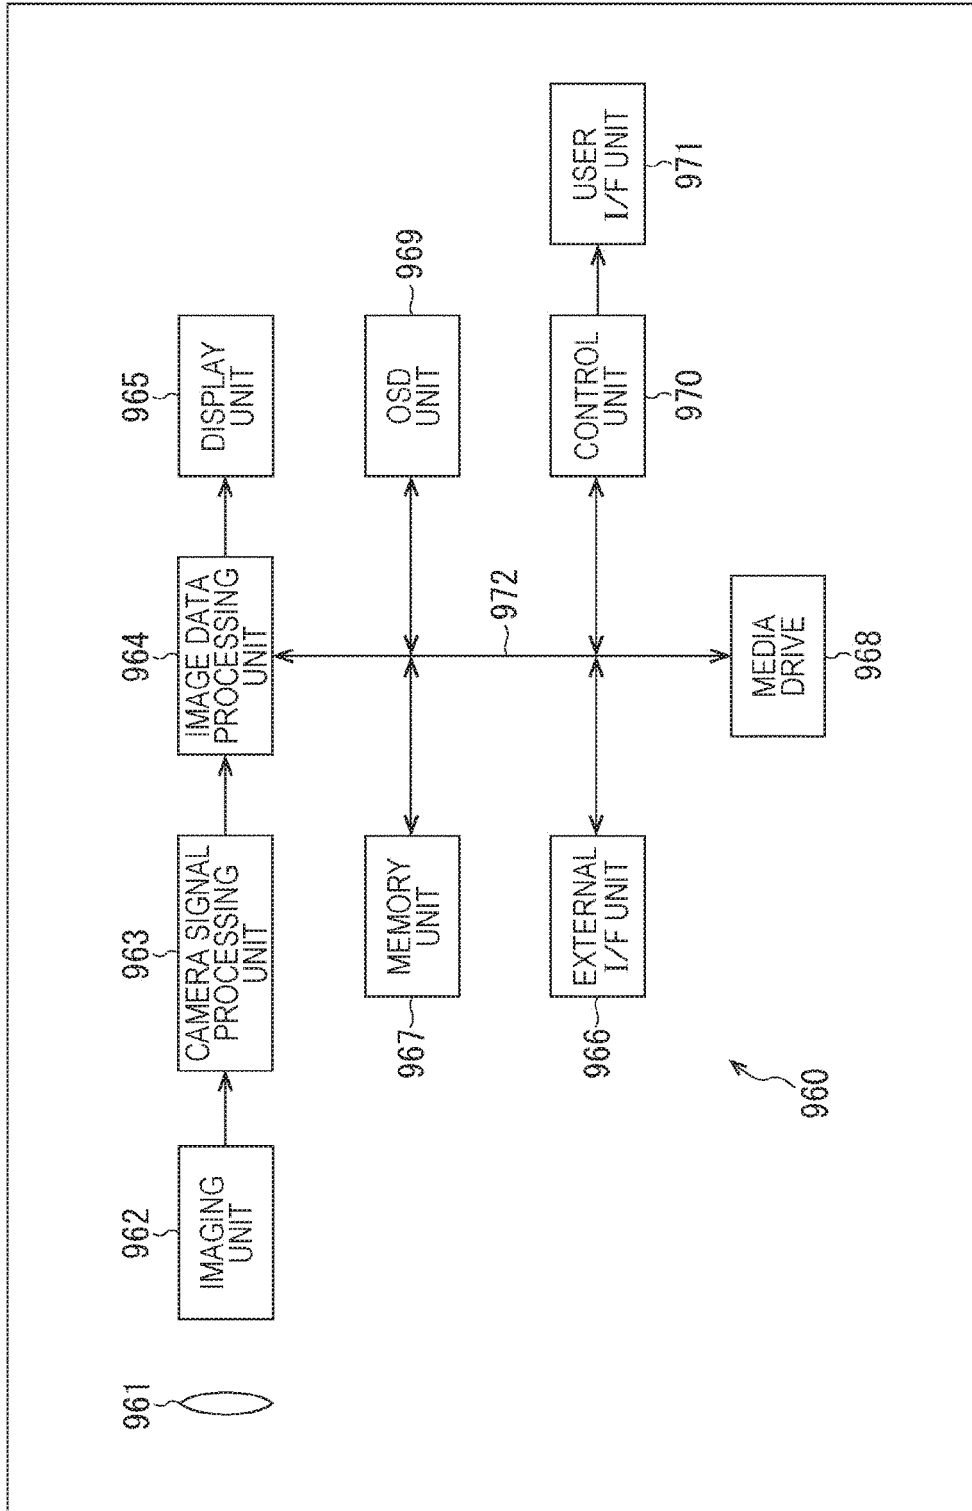 961
962
IMAGING
UNIT
963
CAMERA SIGNAL
PROCESSING
UNIT
964
IMAGE DATA
PROCESSING
UNIT
965
DISPLAY
UNIT
967
MEMORY
UNIT
969
OSD
UNIT
972
966
EXTERNAL
I/F UNIT
970
CONTROL
UNIT
971
USER
I/F UNIT
968
MEDIA
DRIVE
960